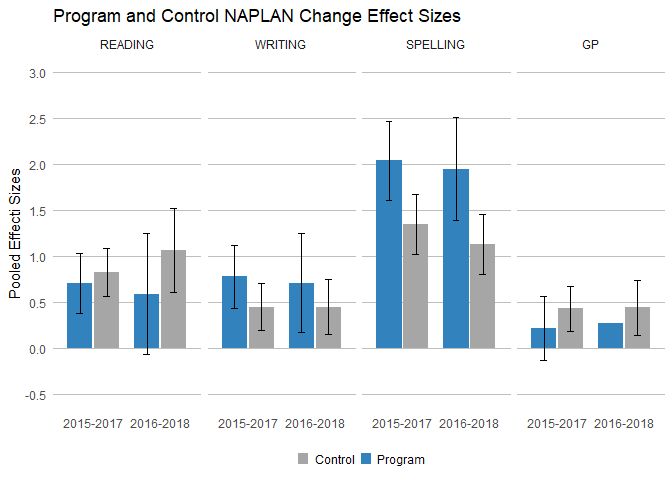 Program and Control NAPLAN Change Effect Sizes
READING WRITING SPELLING GP
Pooled Effecti Sizes
3.0
2.5
2.0
1.5
1.0
0.5
0.0
-0.5
2015-2017 2016-2018 2015-2017 2016-2018 2015-2017 2016-2018 2015-2017 2016-2018
Control Program